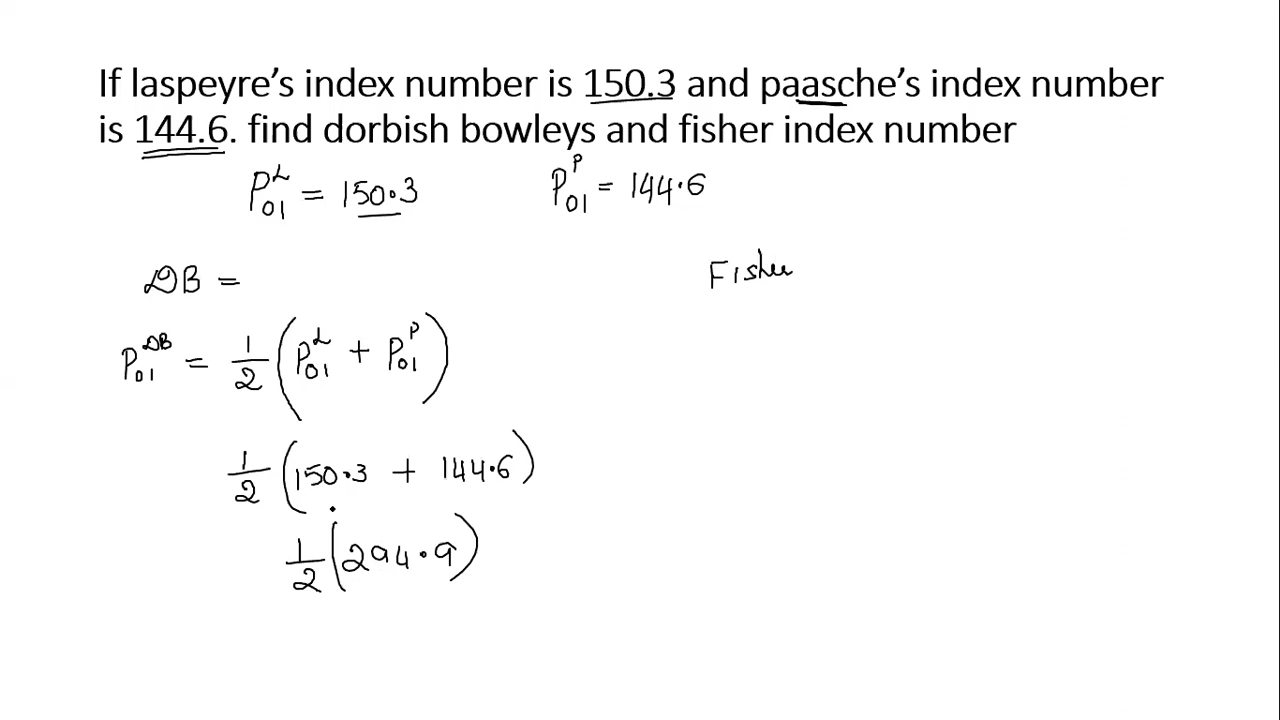 If laspeyre’s index number is 150.3 and paasche’s index number
is 144.6. find dorbish bowleys and fisher index number
P₀₁ᴸ = 150.3 P₀₁ᴾ = 144.6
DB = Fisher
P₀₁ᴰᴮ = 1/2 (P₀₁ᴸ + P₀₁ᴾ)
1/2 (150.3 + 144.6)
1/2 (294.9)